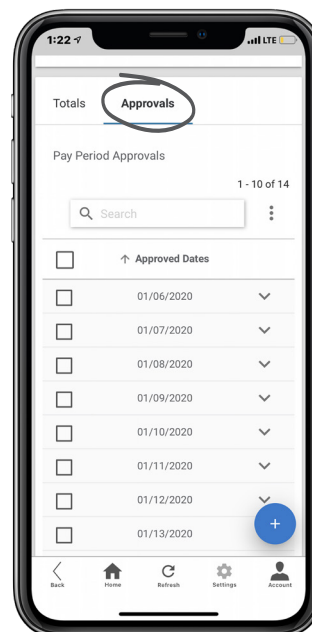 1:22 LTE
Totals Approvals
Pay Period Approvals
1 - 10 of 14
Search
↑ Approved Dates
01/06/2020
01/07/2020
01/08/2020
01/09/2020
01/10/2020
01/11/2020
01/12/2020
01/13/2020
+
Back Home Refresh Settings Account